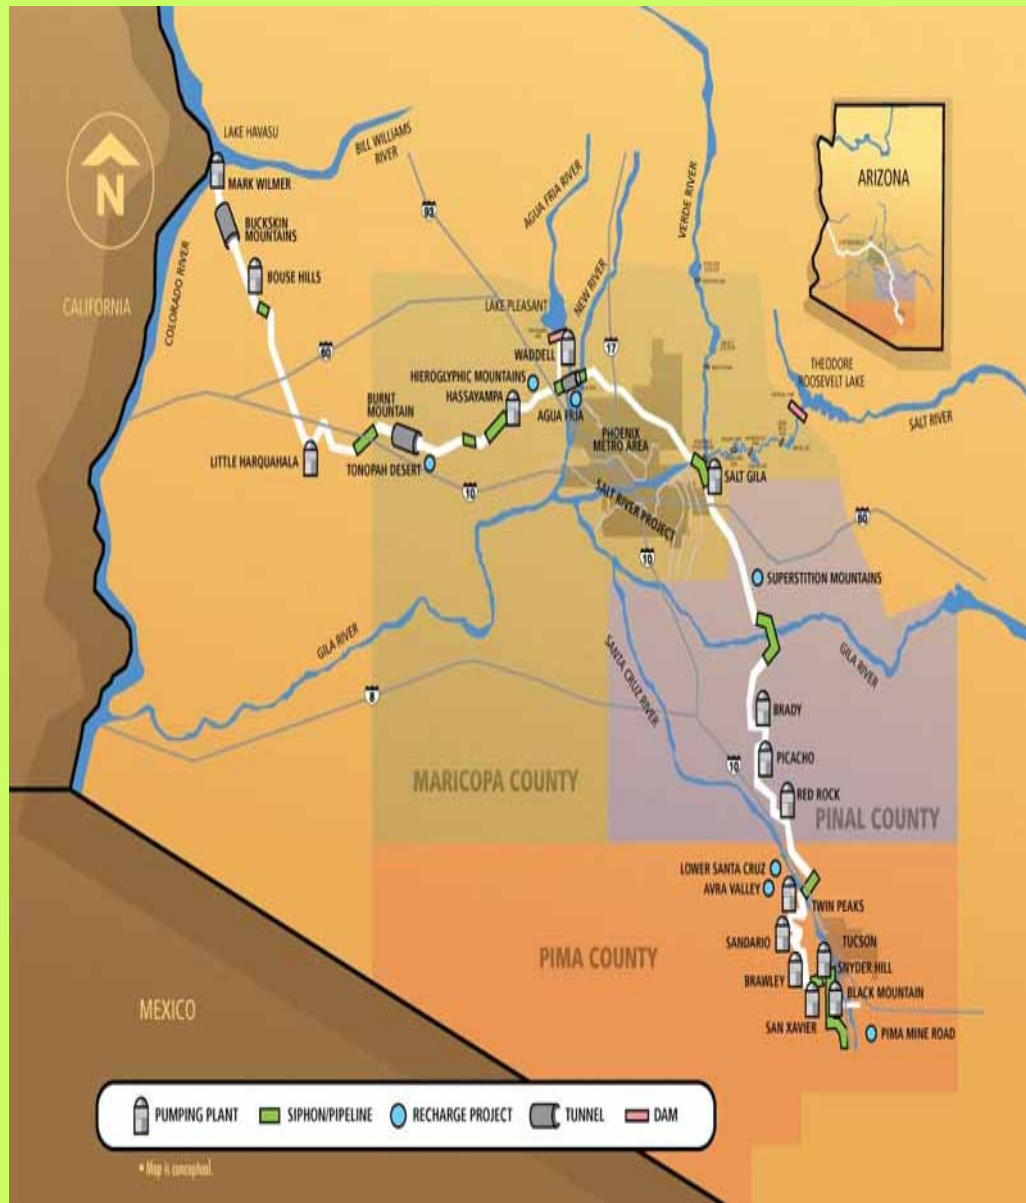 LAKE HAVASU
BILL WILLIAMS
RIVER
MARK WILMER
N
BUCKSKIN
MOUNTAINS
BOUSE HILLS
CALIFORNIA
COLORADO RIVER
93
AGUA FRIA RIVER
VERDE RIVER
NEW RIVER
ARIZONA
LAKE PLEASANT
60
WADDELL
17
HIEROGLYPHIC MOUNTAINS
HASSAYAMPA
AGUA FRIA
THEODORE
ROOSEVELT LAKE
SALT RIVER
BURNT
MOUNTAIN
PHOENIX
METRO AREA
LITTLE HARQUAHALA
TONOPAH DESERT
10
SALT GILA
SALT RIVER PROJECT
60
10
SUPERSTITION MOUNTAINS
GILA RIVER
SANTA CRUZ RIVER
GILA RIVER
8
BRADY
PICACHO
10
MARICOPA COUNTY
RED ROCK
PINAL COUNTY
LOWER SANTA CRUZ
AVRA VALLEY
TWIN PEAKS
SANDARIO
TUCSON
PIMA COUNTY
SNYDER HILL
BRAWLEY
BLACK MOUNTAIN
SAN XAVIER
PIMA MINE ROAD
MEXICO
PUMPING PLANT
SIPHON/PIPELINE
RECHARGE PROJECT
TUNNEL
DAM
* Map is conceptual.